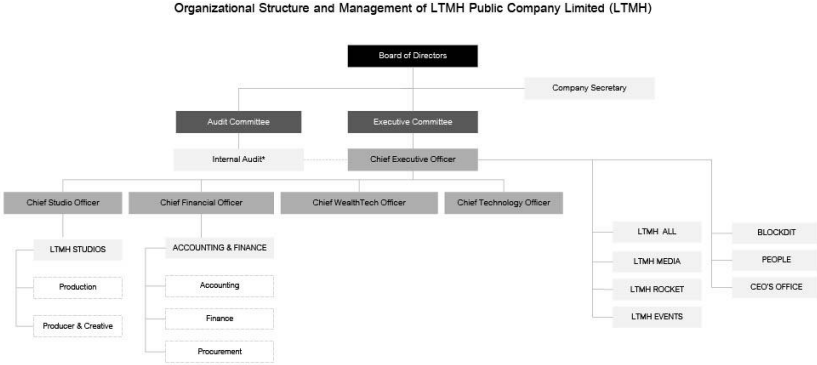 Organizational Structure and Management of LTMH Public Company Limited (LTMH)
Board of Directors
Company Secretary
Audit Committee
Executive Committee
Internal Audit*
Chief Executive Officer
Chief Studio Officer
Chief Financial Officer
Chief WealthTech Officer
Chief Technology Officer
LTMH STUDIOS
Production
Producer & Creative
ACCOUNTING & FINANCE
Accounting
Finance
Procurement
LTMH ALL
LTMH MEDIA
LTMH ROCKET
LTMH EVENTS
BLOCKDIT
PEOPLE
CEO'S OFFICE